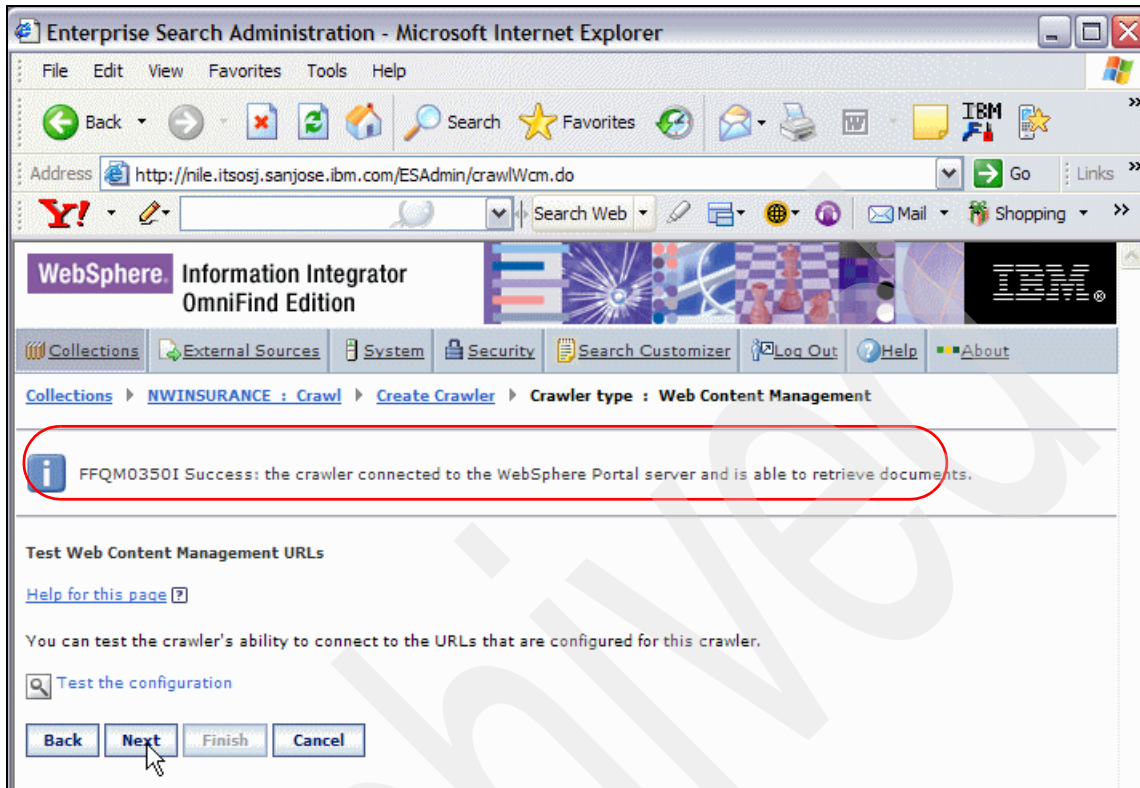 Enterprise Search Administration - Microsoft Internet Explorer
File Edit View Favorites Tools Help
Back Search Favorites IBM »
Address http://nile.itsosj.sanjose.ibm.com/ESAdmin/crawlWcm.do Go Links »
Y! Search Web Mail Shopping »
WebSphere. Information Integrator
OmniFind Edition
IBM®
Collections External Sources System Security Search Customizer Log Out Help About
Collections NWINSURANCE : Crawl Create Crawler Crawler type : Web Content Management
FFQM0350I Success: the crawler connected to the WebSphere Portal server and is able to retrieve documents.
Test Web Content Management URLs
Help for this page ?
You can test the crawler's ability to connect to the URLs that are configured for this crawler.
Test the configuration
Back Next Finish Cancel